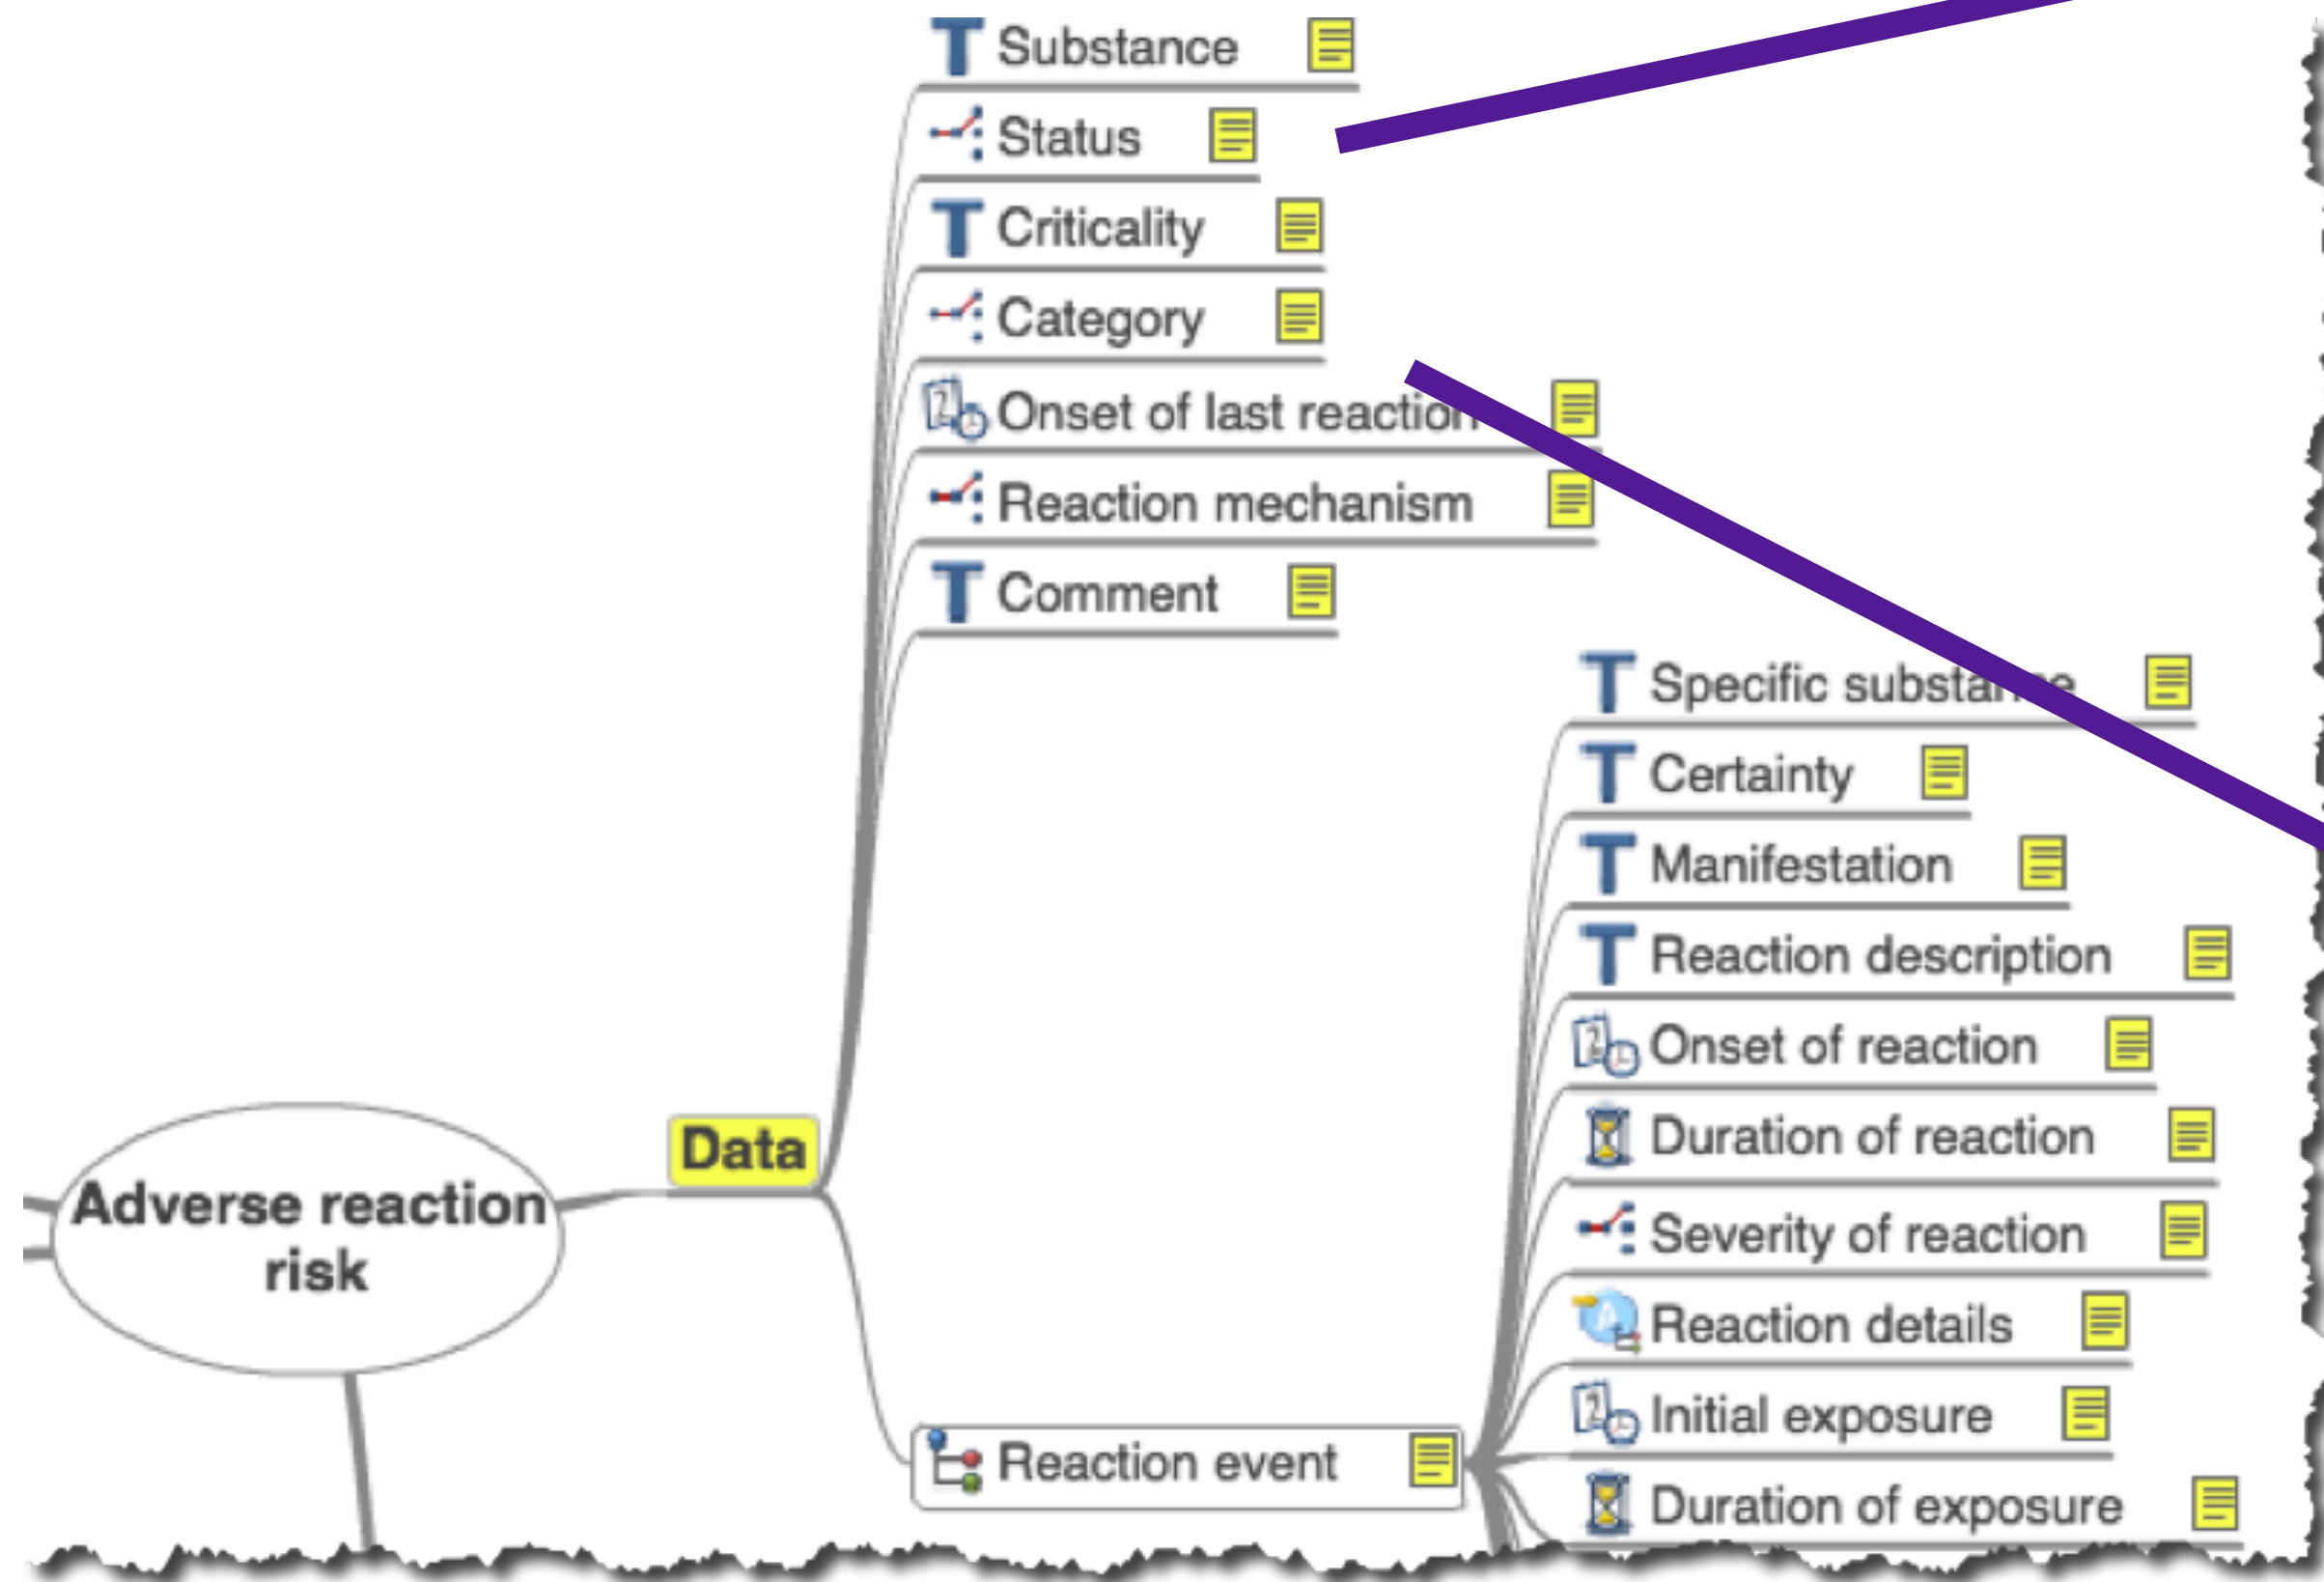 Substance
Status
Criticality
Category
Onset of last reaction
Reaction mechanism
Comment
Specific substance
Certainty
Manifestation
Reaction description
Onset of reaction
Duration of reaction
Severity of reaction
Reaction details
Initial exposure
Duration of exposure
Data
Adverse reaction
risk
Reaction event